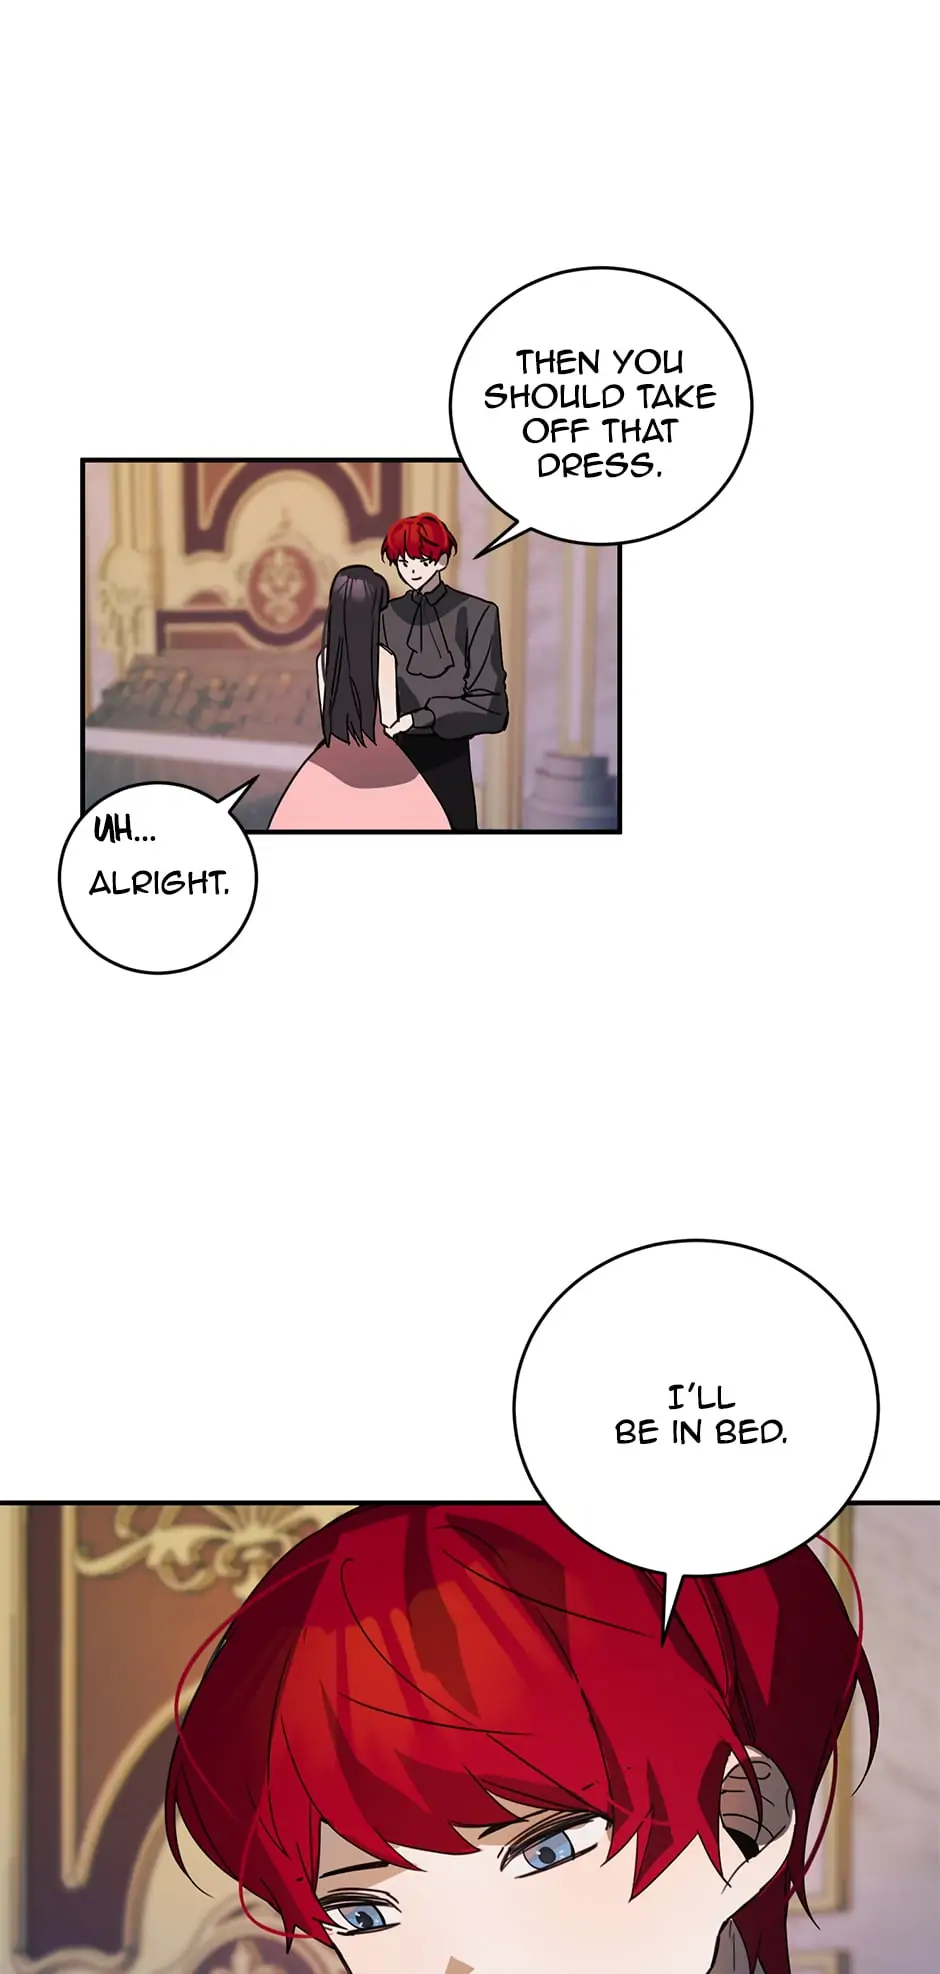 THEN YOU
SHOULD TAKE
OFF THAT
DRESS.
UH...
ALRIGHT.
I'LL
BE IN BED.